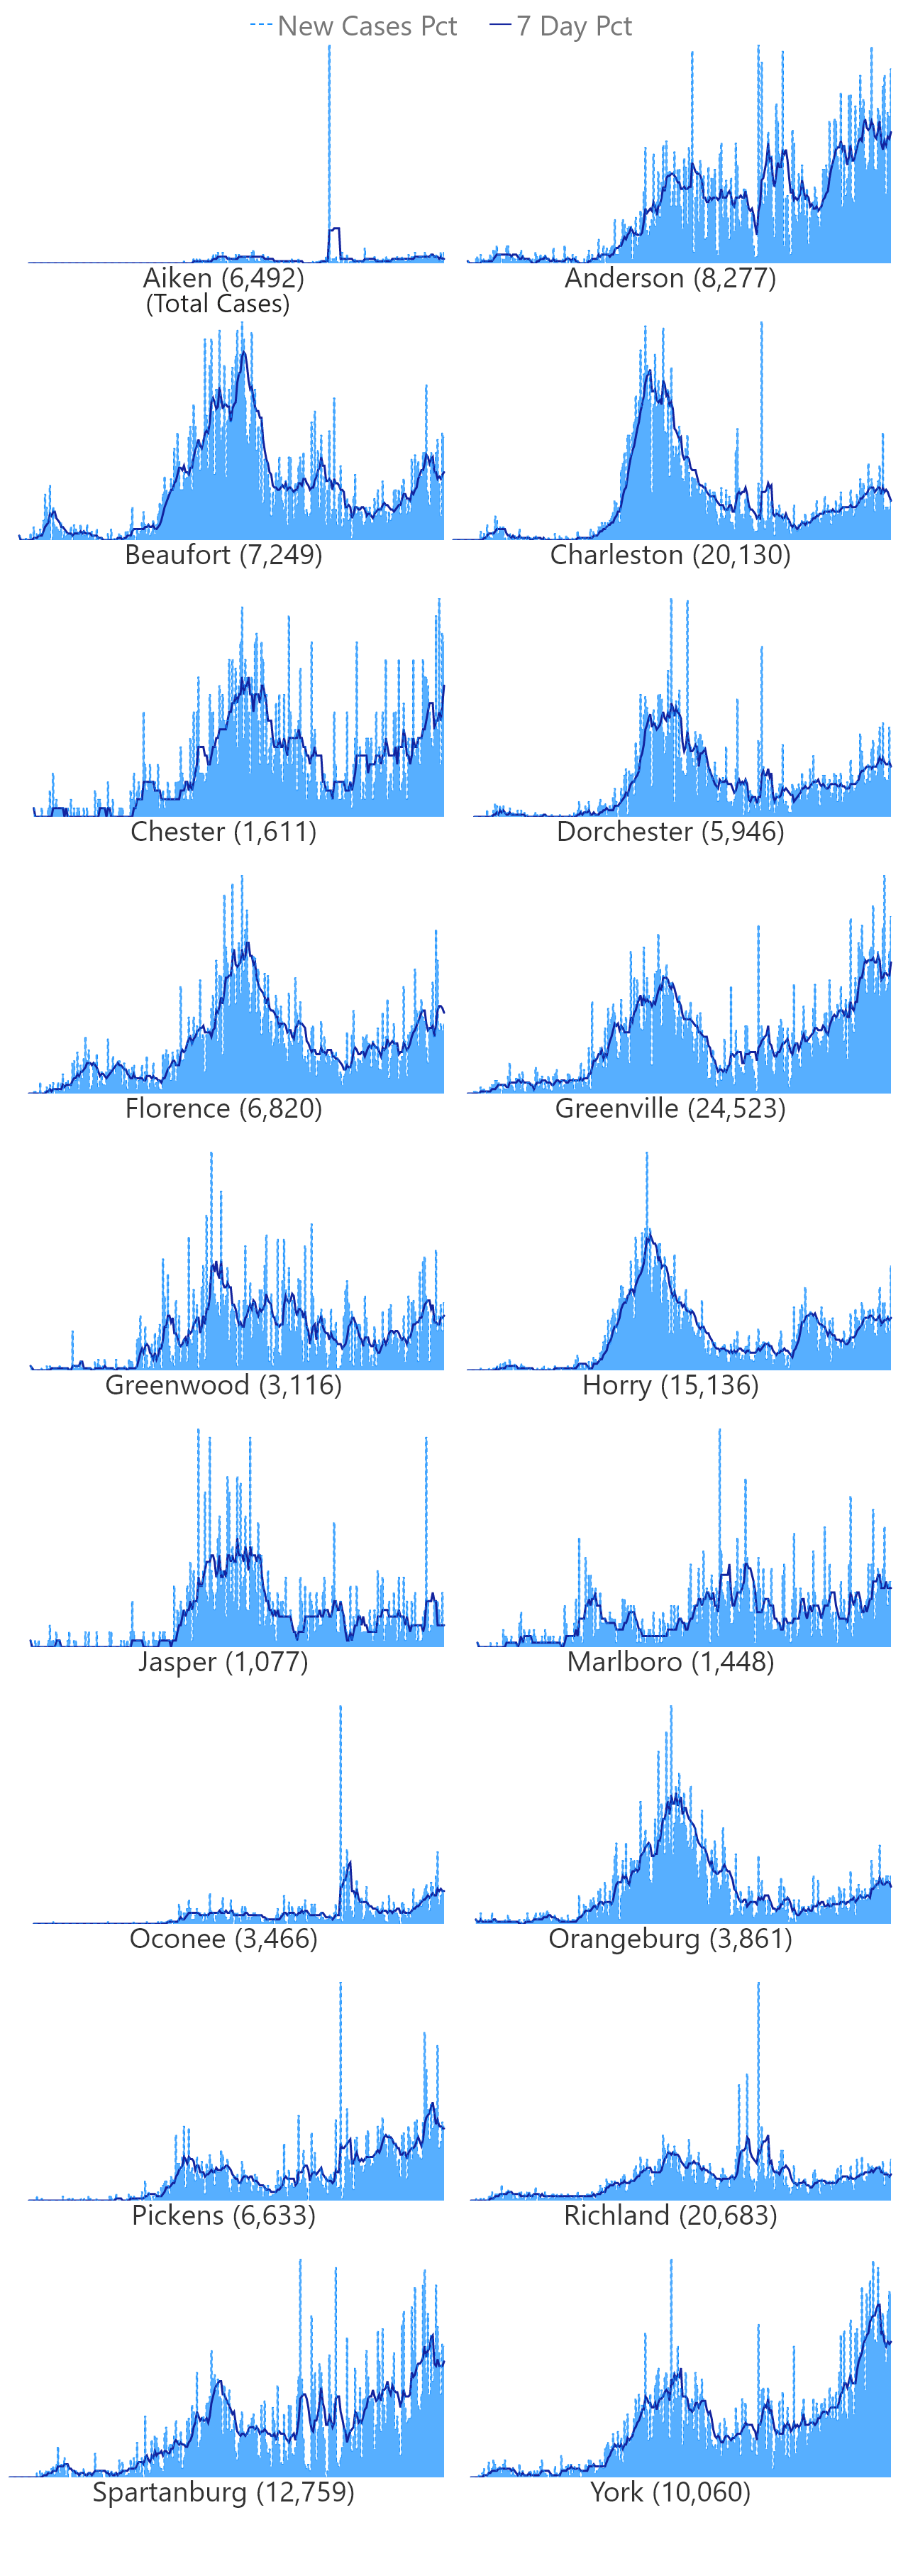 New Cases Pct 7 Day Pct
Aiken (6,492) Anderson (8,277)
(Total Cases)
Beaufort (7,249) Charleston (20,130)
Chester (1,611) Dorchester (5,946)
Florence (6,820) Greenville (24,523)
Greenwood (3,116) Horry (15,136)
Jasper (1,077) Marlboro (1,448)
Oconee (3,466) Orangeburg (3,861)
Pickens (6,633) Richland (20,683)
Spartanburg (12,759) York (10,060)